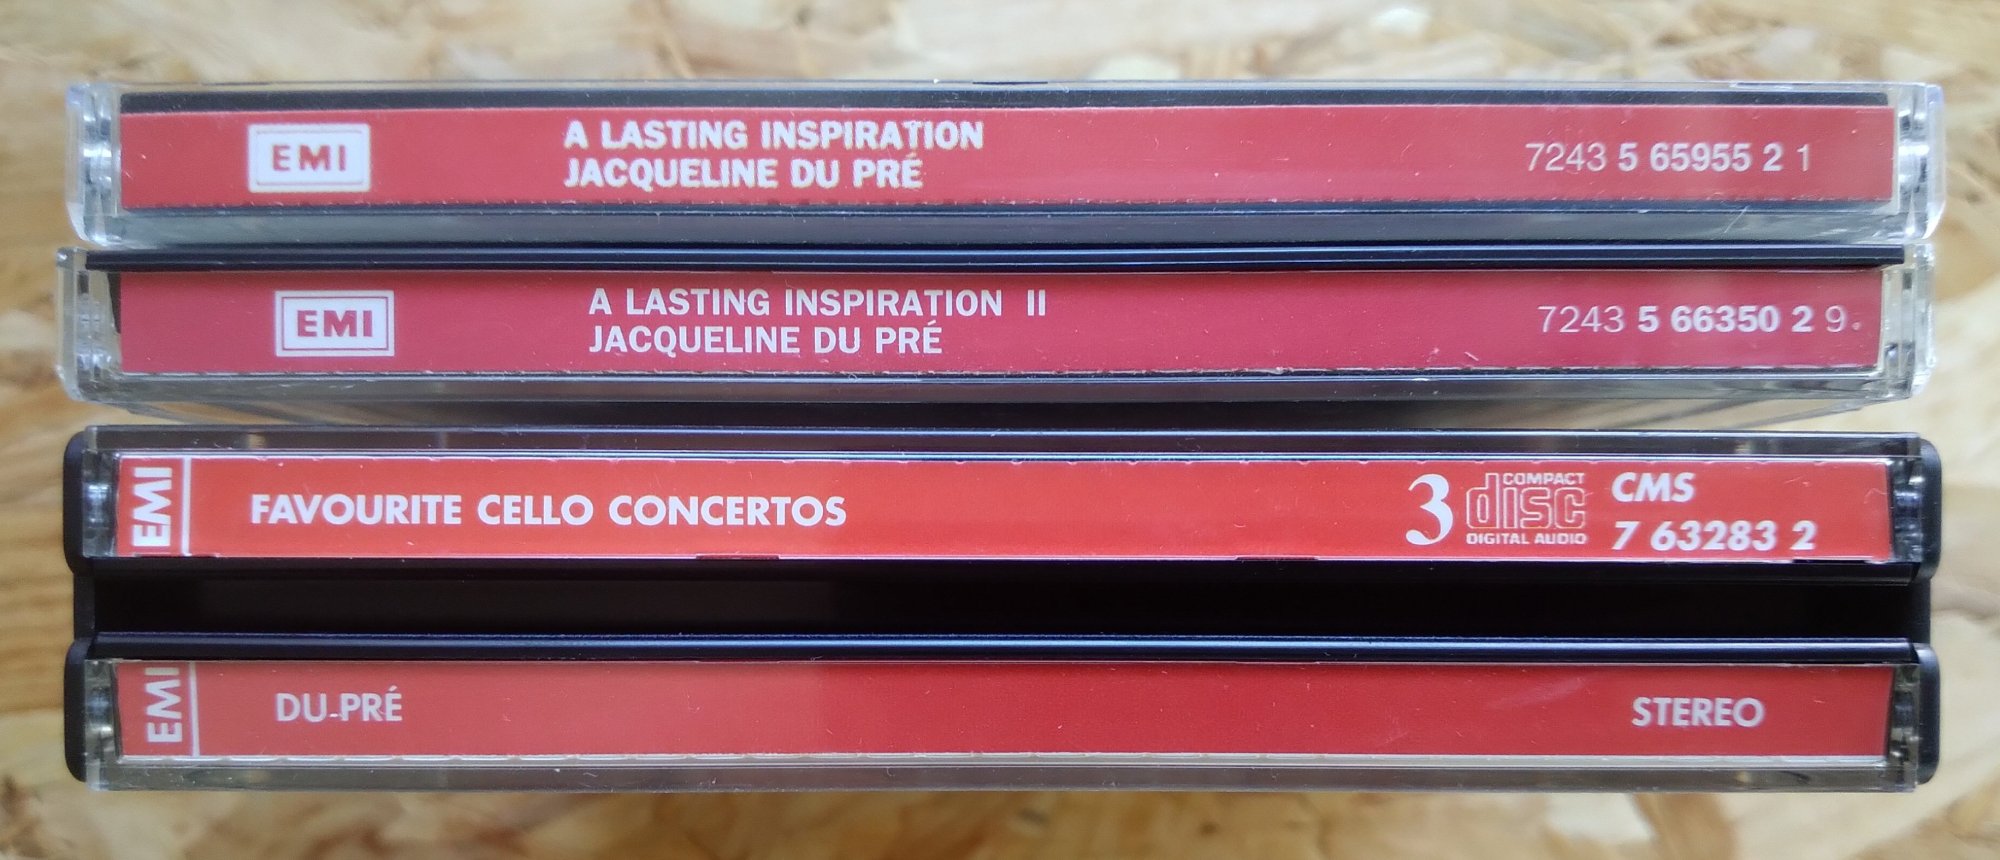 EMI
A LASTING INSPIRATION
JACQUELINE DU PRÉ
7243 5 65955 2 1
EMI
A LASTING INSPIRATION II
JACQUELINE DU PRÉ
7243 5 66350 2 9
EMI
FAVOURITE CELLO CONCERTOS
3
COMPACT
disc
DIGITAL AUDIO
CMS
7 63283 2
EMI
DU-PRÉ
STEREO